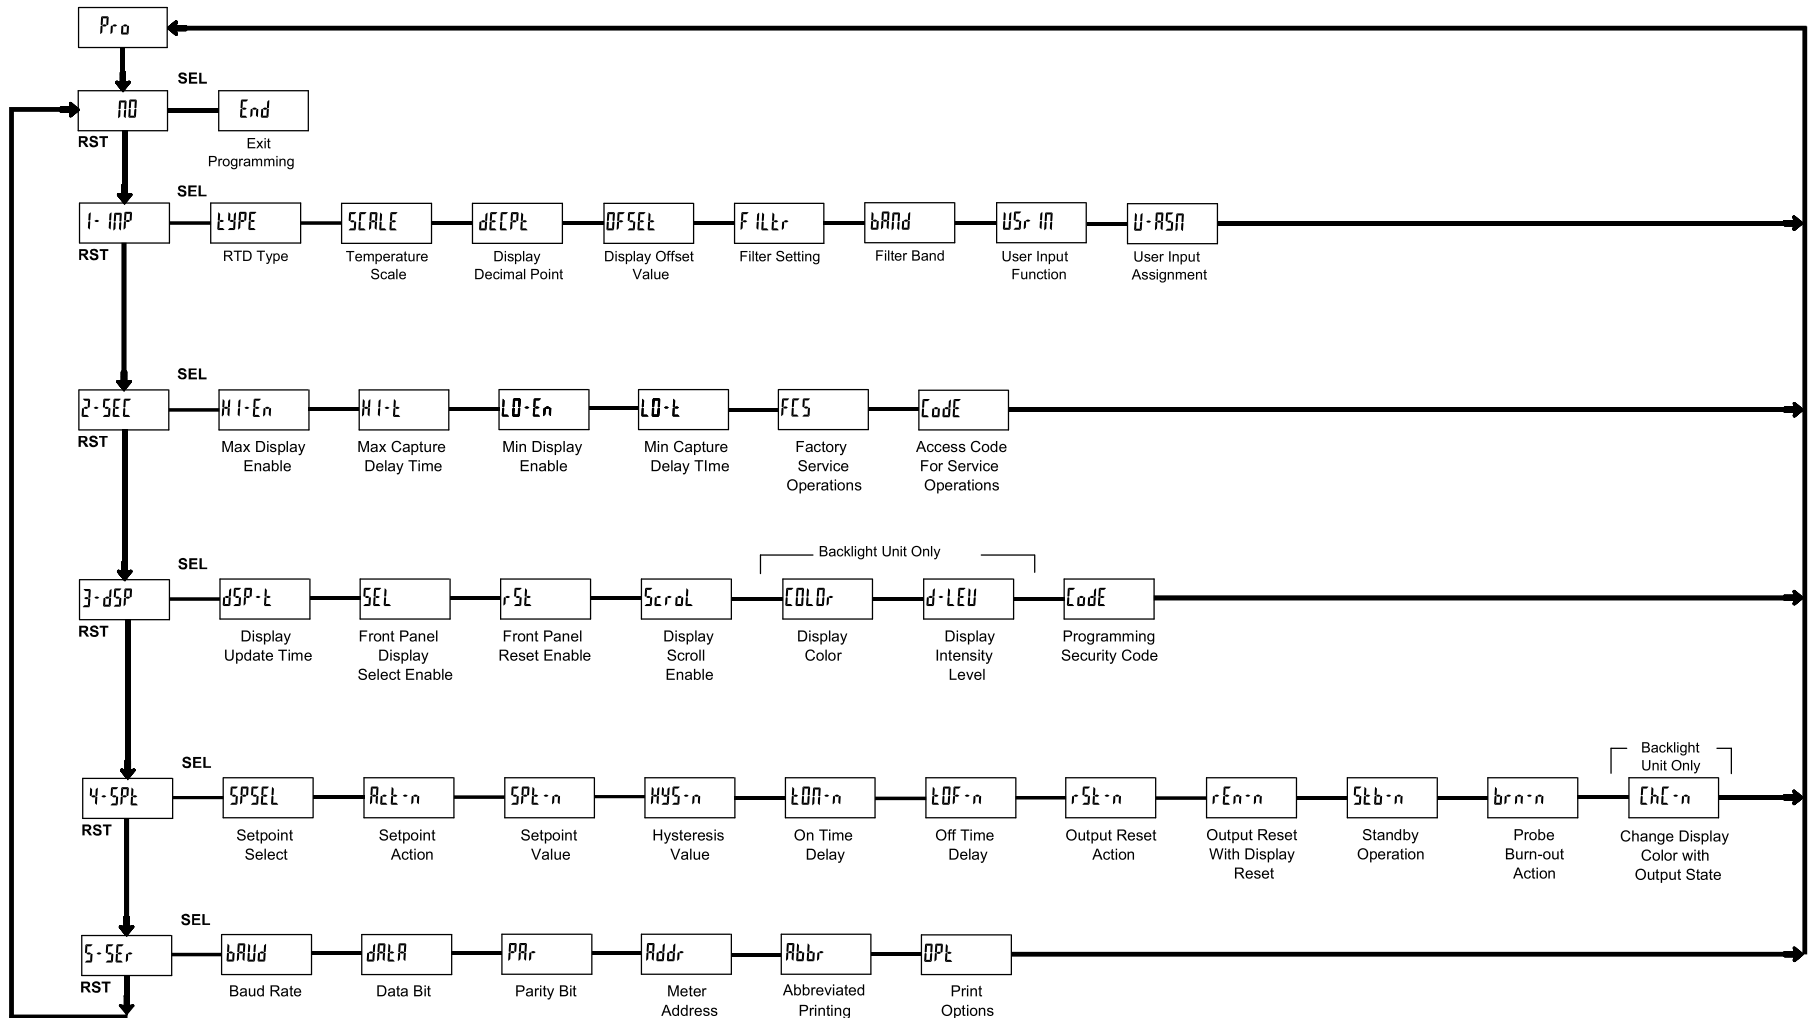 Pro
SEL
NO End
RST
Exit
Programming
SEL
1-INP tYPE SCALE dECPt OFSEt FILtr bANd USrIN U-ASN
RST
RTD Type Temperature Scale Display Decimal Point Display Offset Value Filter Setting Filter Band User Input Function User Input Assignment
SEL
2-SEC HI-En HI-t LO-En LO-t FCS CodE
RST
Max Display Enable Max Capture Delay Time Min Display Enable Min Capture Delay TIme Factory Service Operations Access Code For Service Operations
Backlight Unit Only
SEL
3-dSP dSP-t SEL rSt ScroL COLOr d-LEV CodE
RST
Display Update Time Front Panel Display Select Enable Front Panel Reset Enable Display Scroll Enable Display Color Display Intensity Level Programming Security Code
Backlight
Unit Only
SEL
4-SPt SPSEL Act-n SPt-n HYS-n tON-n tOF-n rSt-n rEn-n Stb-n brn-n ChC-n
RST
Setpoint Select Setpoint Action Setpoint Value Hysteresis Value On Time Delay Off Time Delay Output Reset Action Output Reset With Display Reset Standby Operation Probe Burn-out Action Change Display Color with Output State
SEL
5-SEr bAUd dAtA PAr Addr Abbr OPt
RST
Baud Rate Data Bit Parity Bit Meter Address Abbreviated Printing Print Options